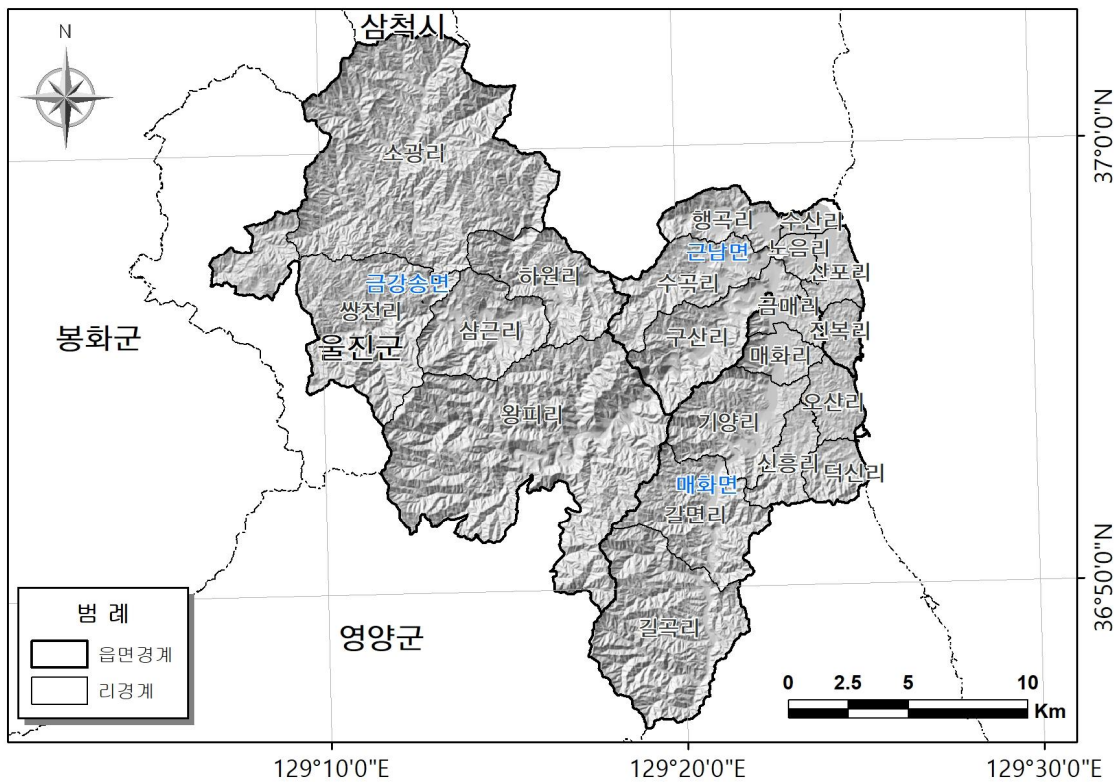 삼척시
N
37°0'0"N
소광리
행곡리
수산리
근남면
노음리
산포리
하원리
수곡리
금강송면
쌍전리
금매리
진복리
봉화군
울진군
삼근리
구산리
매화리
왕피리
오산리
기양리
신흥리
덕신리
매화면
갈면리
36°50'0"N
범 례
읍면경계
리경계
영양군
길곡리
0 2.5 5 10
Km
129°10'0"E
129°20'0"E
129°30'0"E